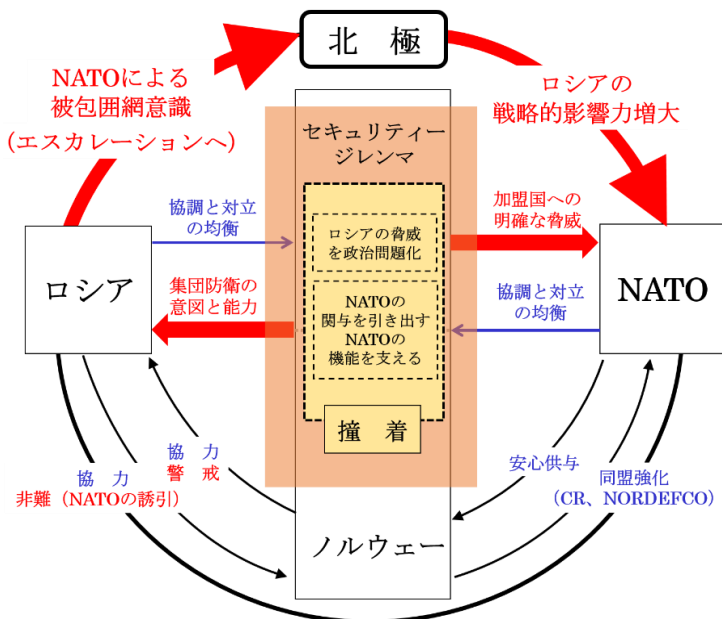 北　極
NATOによる
被包囲網意識
(エスカレーションへ)
ロシアの
戦略的影響力増大
セキュリティー
ジレンマ
協調と対立
の均衡
ロシアの脅威
を政治問題化
加盟国への
明確な脅威
ロシア
集団防衛の
意図と能力
NATOの
関与を引き出す
NATOの
機能を支える
協調と対立
の均衡
NATO
撞　着
協　力
非難（NATOの誘引）
協　力
警　戒
安心供与
同盟強化
（CR、NORDEFCO）
ノルウェー